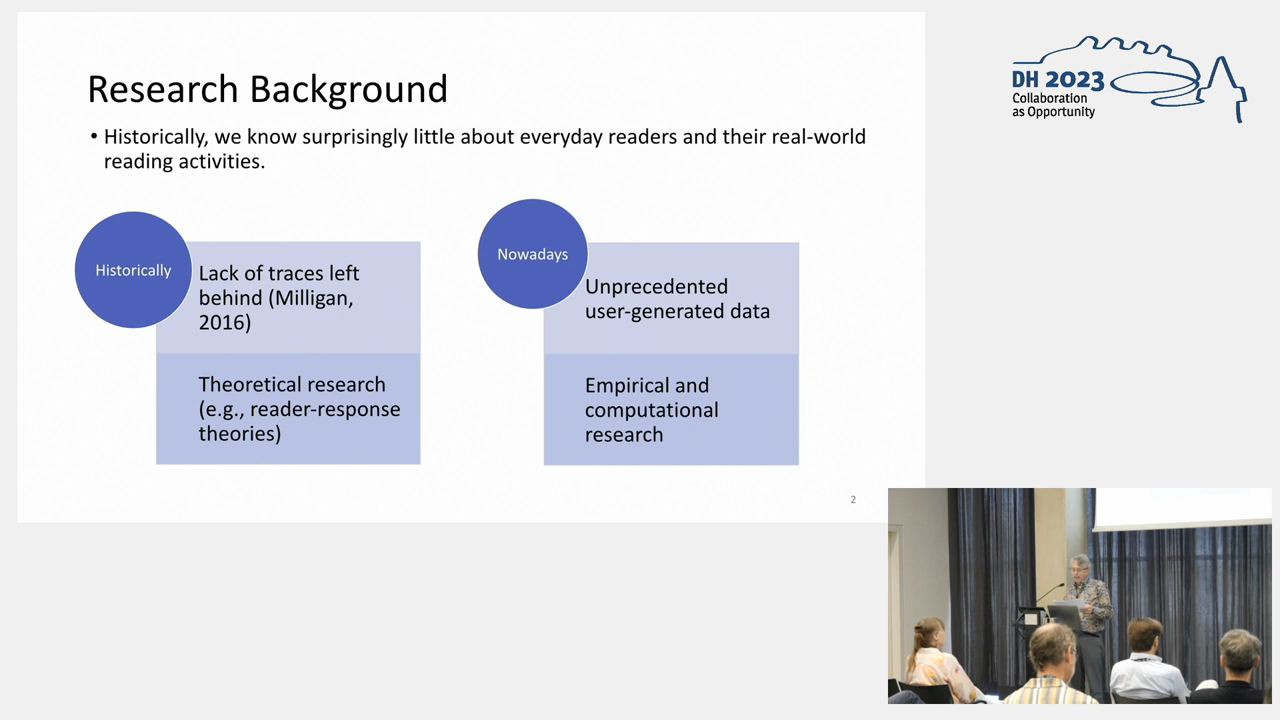 Research Background
• Historically, we know surprisingly little about everyday readers and their real-world
reading activities.
Historically
Lack of traces left
behind (Milligan,
2016)
Theoretical research
(e.g., reader-response
theories)
Nowadays
Unprecedented
user-generated data
Empirical and
computational
research
2
DH 2023
Collaboration
as Opportunity